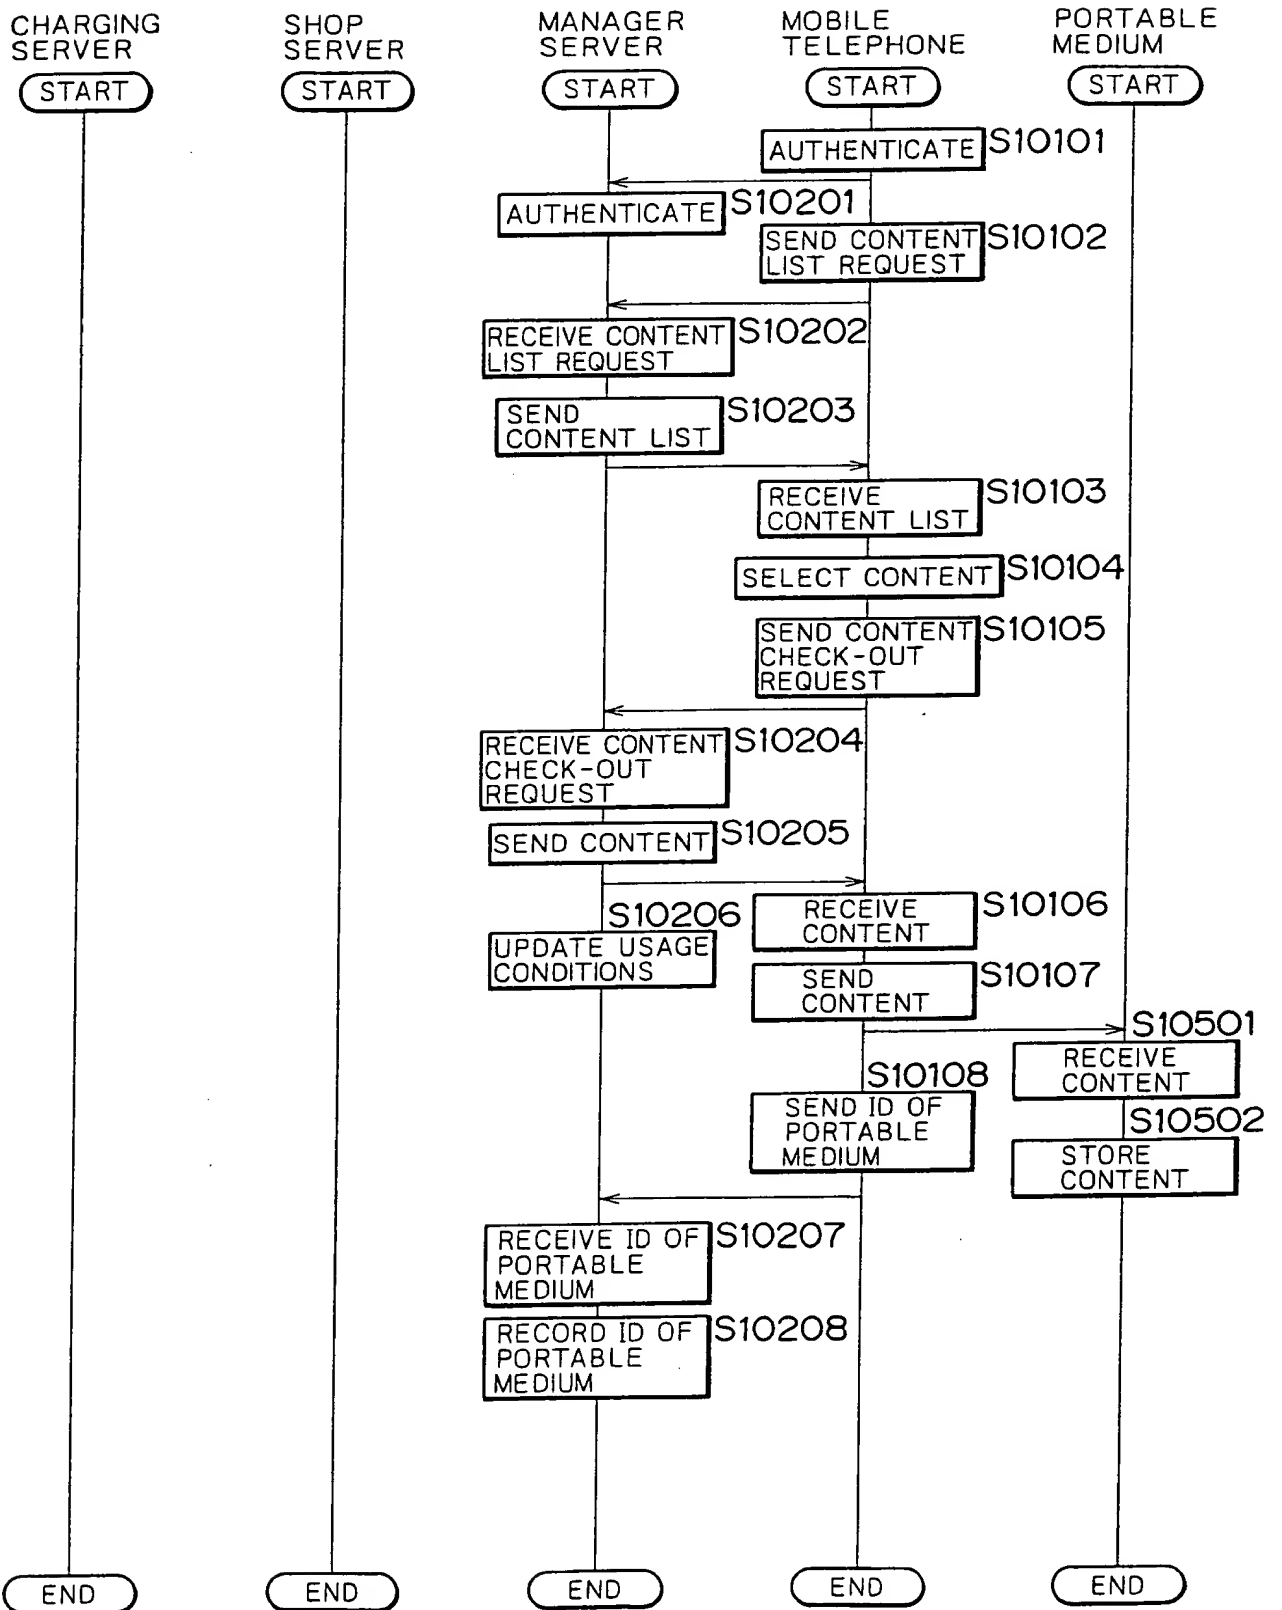 CHARGING
SERVER
SHOP
SERVER
MANAGER
SERVER
MOBILE
TELEPHONE
PORTABLE
MEDIUM
START
START
START
START
START
AUTHENTICATE
S10101
AUTHENTICATE
S10201
SEND CONTENT
LIST REQUEST
S10102
RECEIVE CONTENT
LIST REQUEST
S10202
SEND
CONTENT LIST
S10203
RECEIVE
CONTENT LIST
S10103
SELECT CONTENT
S10104
SEND CONTENT
CHECK-OUT
REQUEST
S10105
RECEIVE CONTENT
CHECK-OUT
REQUEST
S10204
SEND CONTENT
S10205
RECEIVE
CONTENT
S10106
S10206
UPDATE USAGE
CONDITIONS
SEND
CONTENT
S10107
S10501
RECEIVE
CONTENT
S10108
SEND ID OF
PORTABLE
MEDIUM
S10502
STORE
CONTENT
RECEIVE ID OF
PORTABLE
MEDIUM
S10207
RECORD ID OF
PORTABLE
MEDIUM
S10208
END
END
END
END
END